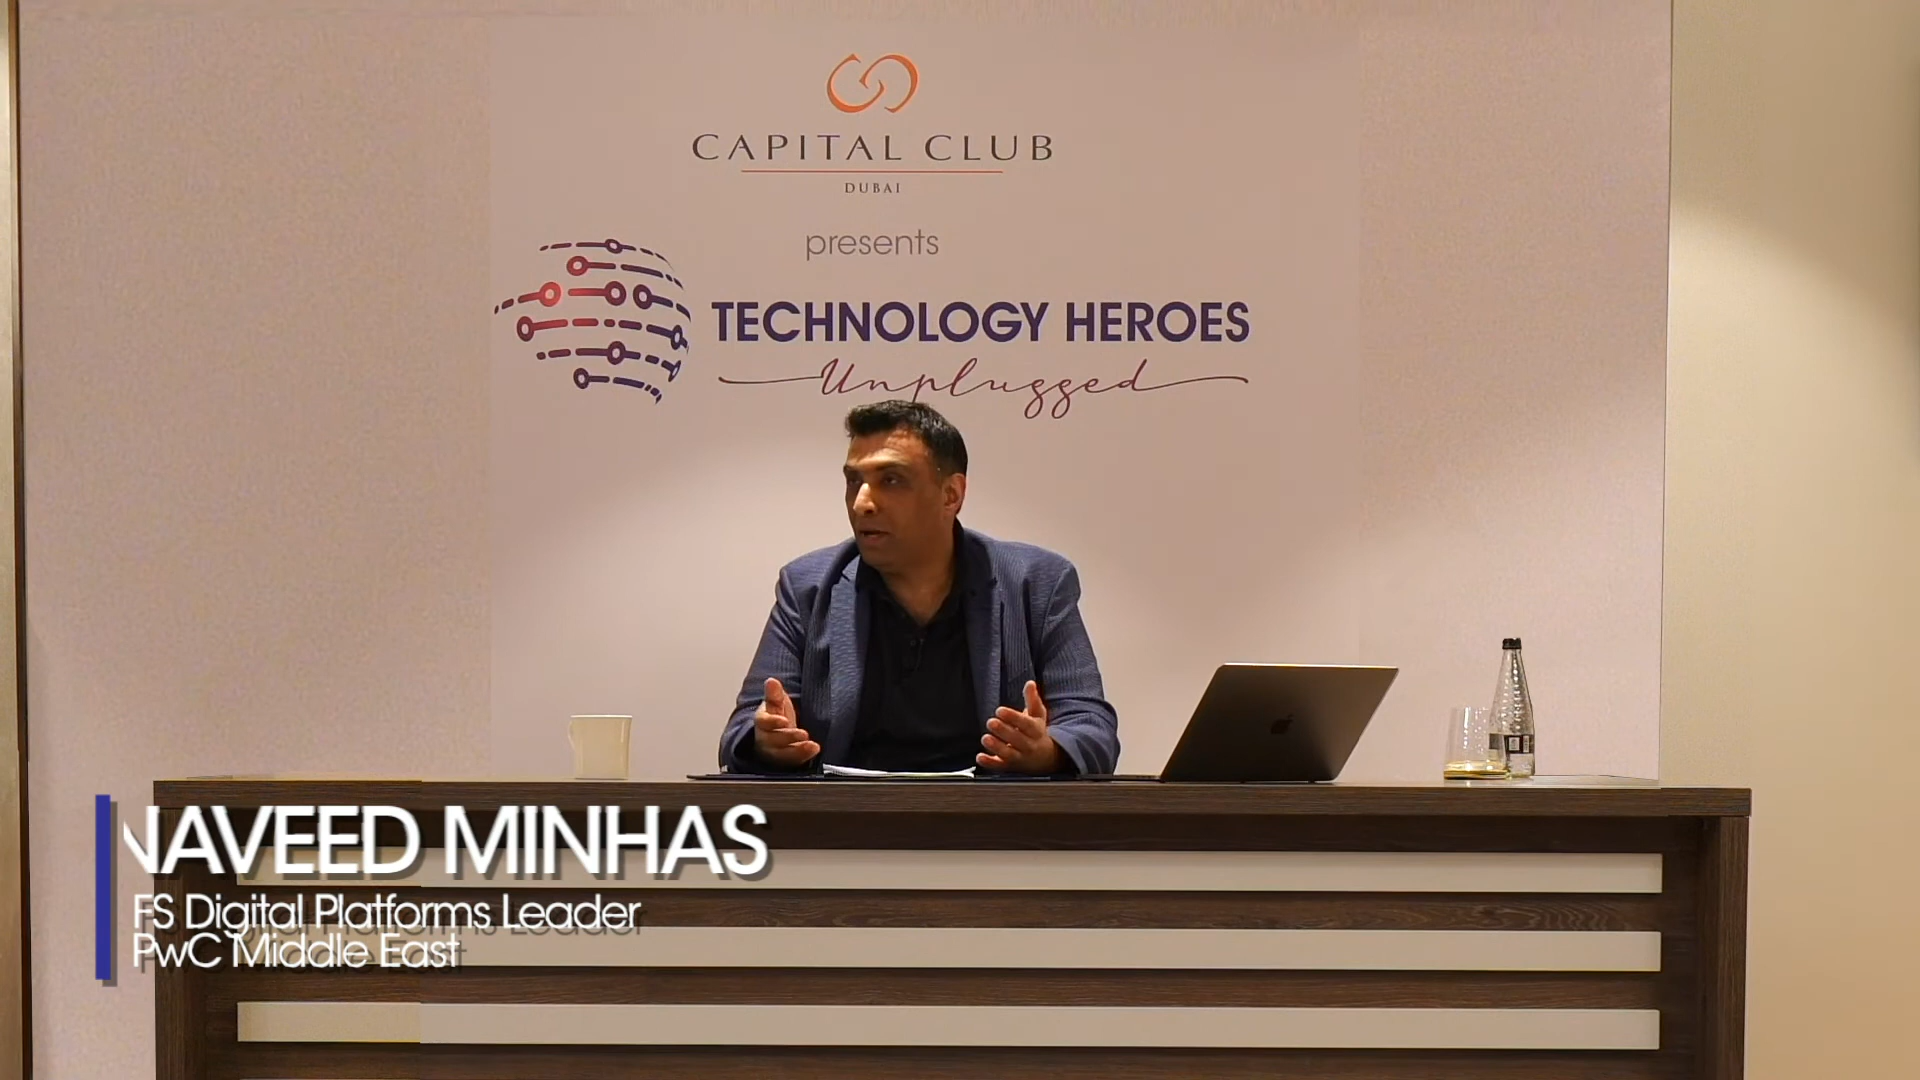 CAPITAL CLUB
DUBAI
presents
TECHNOLOGY HEROES
Unplugged
NAVEED MINHAS
FS Digital Platforms Leader
PwC Middle East